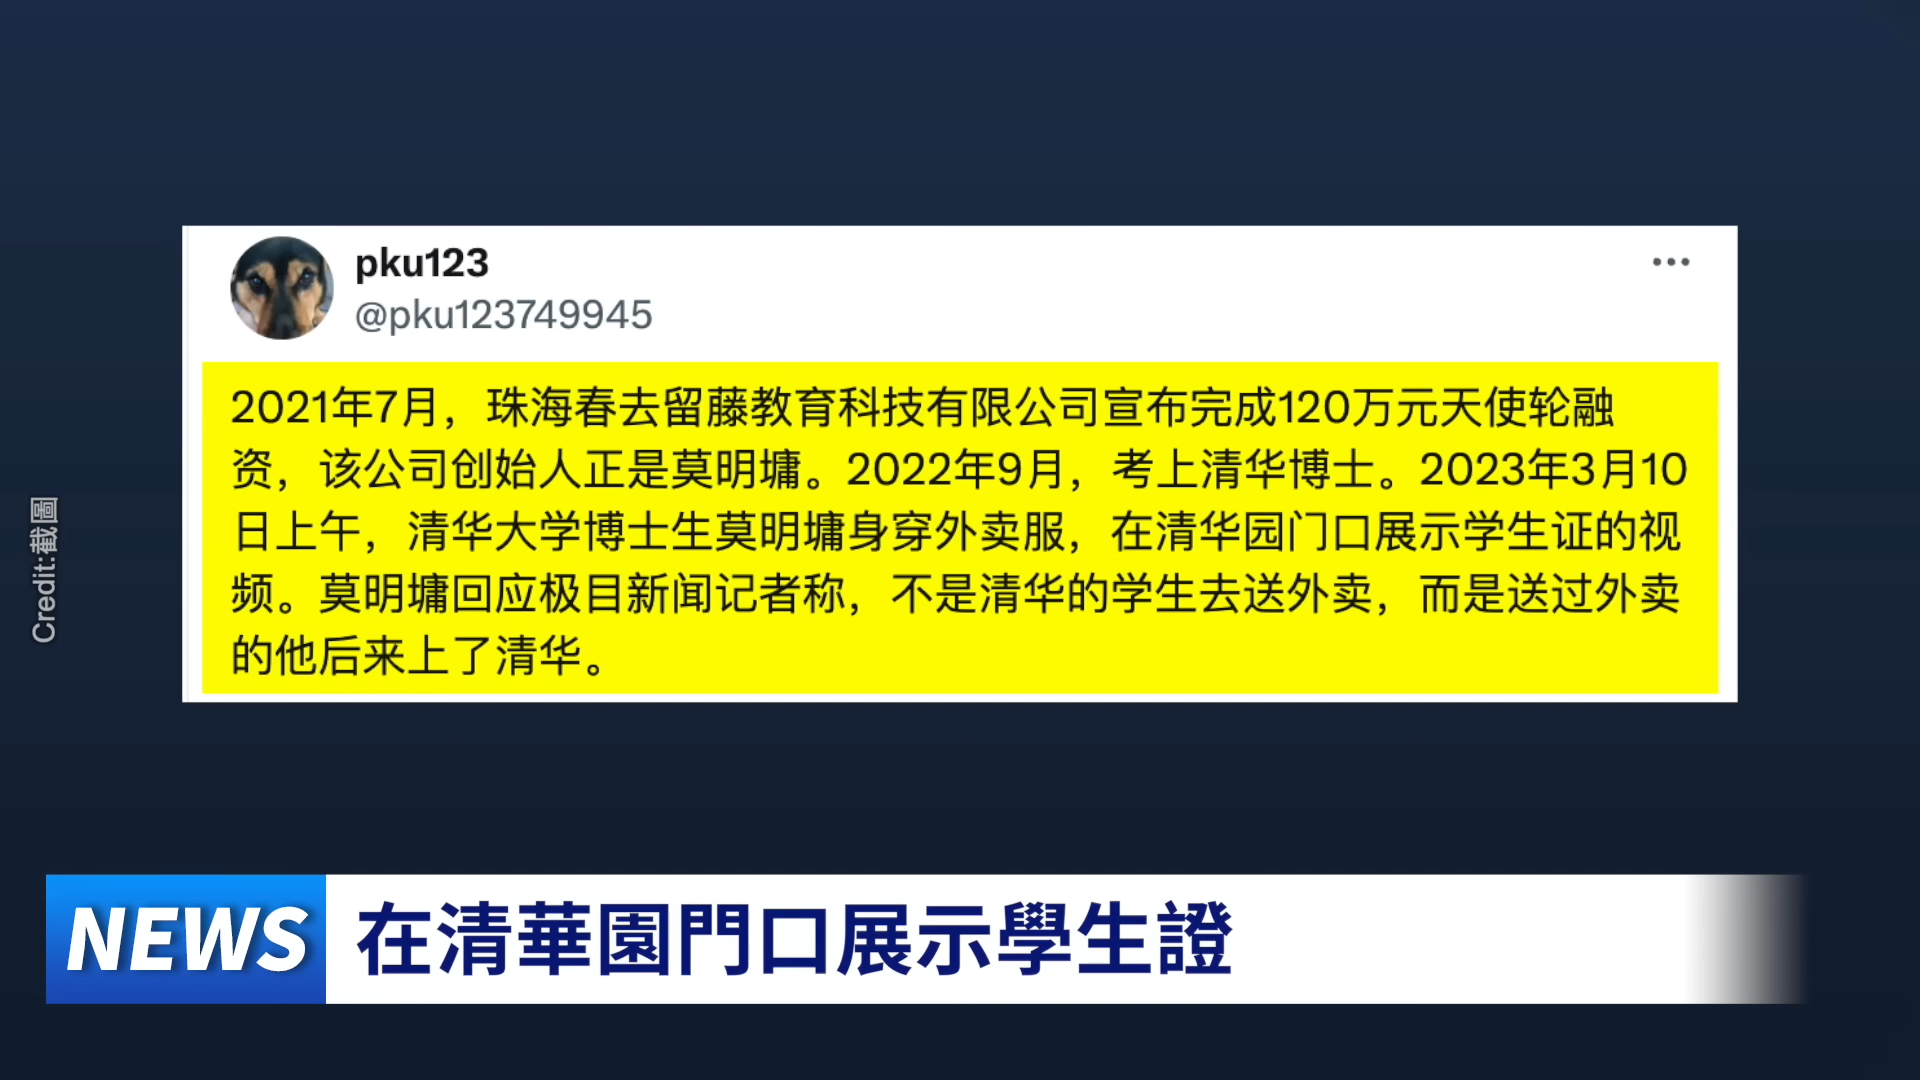 pku123
@pku123749945
2021年7月，珠海春去留藤教育科技有限公司宣布完成120万元天使轮融
资，该公司创始人正是莫明墉。2022年9月，考上清华博士。2023年3月10
日上午，清华大学博士生莫明墉身穿外卖服，在清华园门口展示学生证的视
频。莫明墉回应极目新闻记者称，不是清华的学生去送外卖，而是送过外卖
的他后来上了清华。
Credit:截圖
NEWS 在清華園門口展示學生證